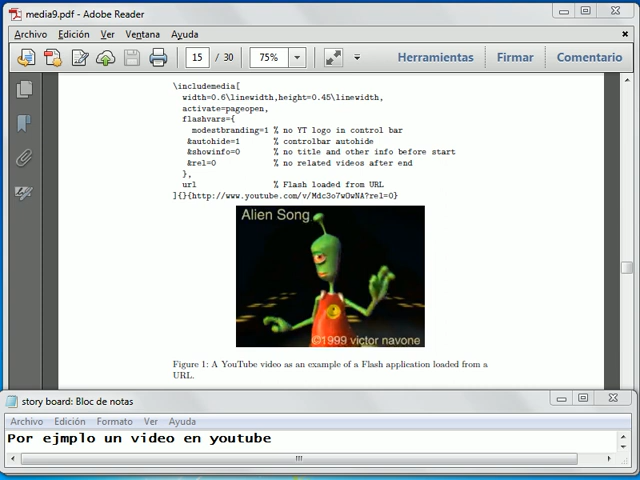 media9.pdf - Adobe Reader
Archivo Edición Ver Ventana Ayuda
15 / 30 75% Herramientas Firmar Comentario
\includemedia[
width=0.6\linewidth,height=0.45\linewidth,
activate=pageopen,
flashvars={
modestbranding=1 % no YT logo in control bar
&autohide=1 % controlbar autohide
&showinfo=0 % no title and other info before start
&rel=0 % no related videos after end
},
url % Flash loaded from URL
]{}{http://www.youtube.com/v/Mdc3o7wOwNA?rel=0}
Alien Song
©1999 victor navone
Figure 1: A YouTube video as an example of a Flash application loaded from a
URL.
story board: Bloc de notas
Archivo Edición Formato Ver Ayuda
Por ejmplo un video en youtube